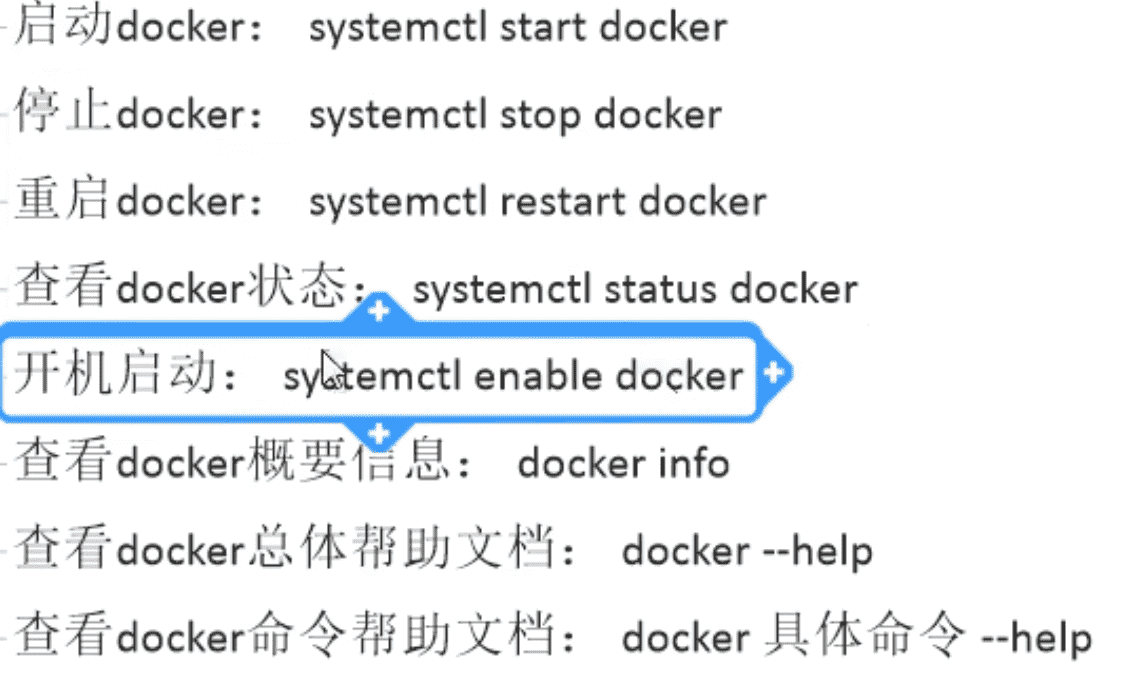 启动docker： systemctl start docker
停止docker： systemctl stop docker
重启docker： systemctl restart docker
查看docker状态： systemctl status docker
开机启动： systemctl enable docker
查看docker概要信息： docker info
查看docker总体帮助文档： docker --help
查看docker命令帮助文档： docker 具体命令 --help